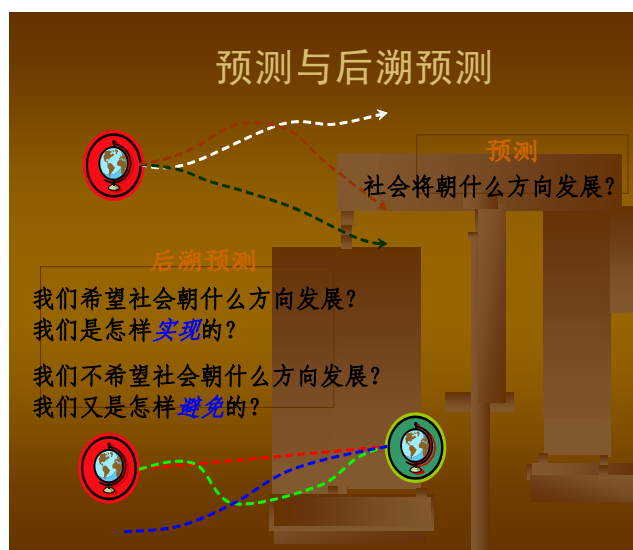 预测与后溯预测
预测
社会将朝什么方向发展?
后溯预测
我们希望社会朝什么方向发展?
我们是怎样实现的?
我们不希望社会朝什么方向发展?
我们又是怎样避免的?